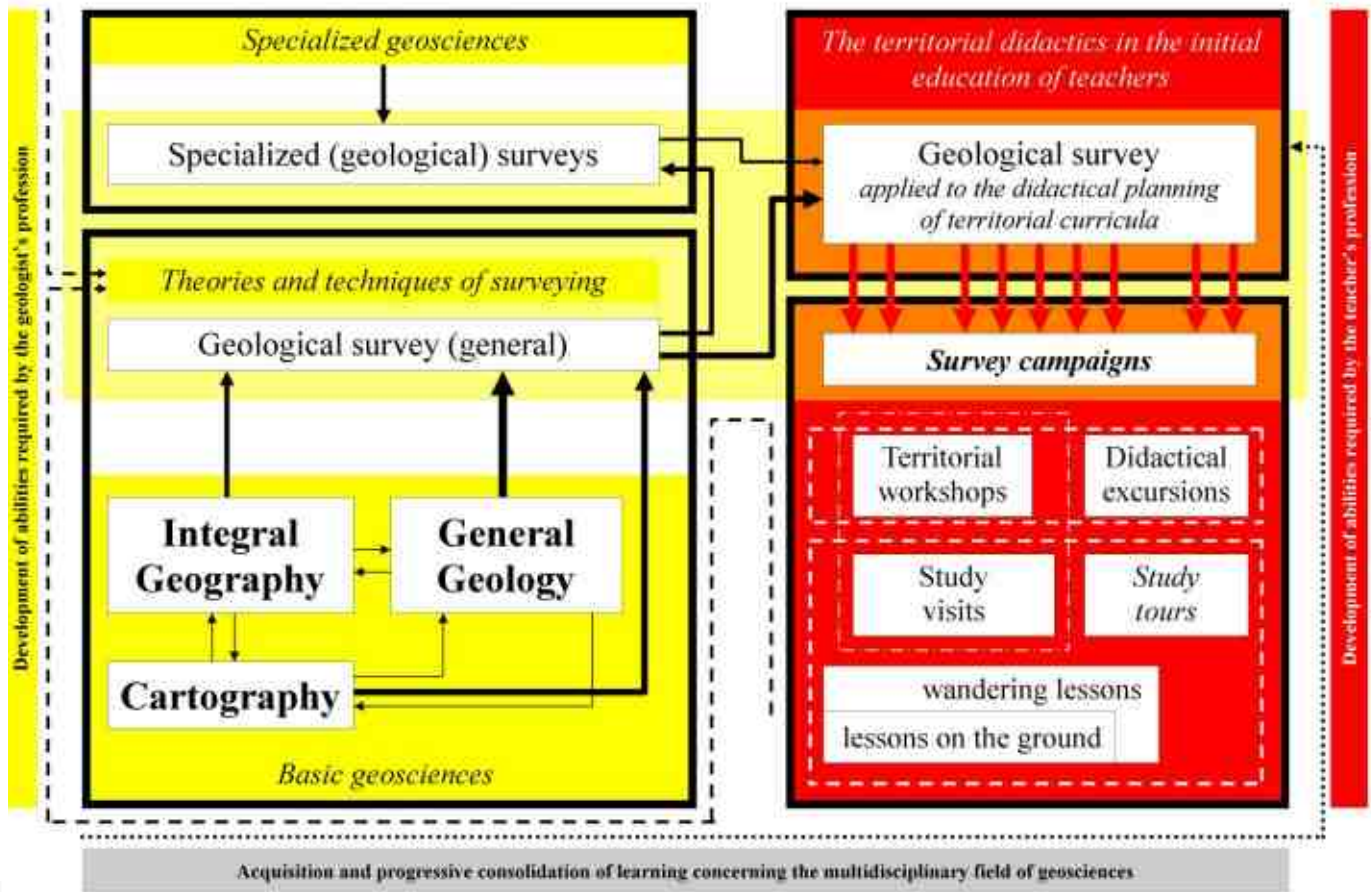 Development of abilities required by the geologist's profession
Specialized geosciences
Specialized (geological) surveys
Theories and techniques of surveying
Geological survey (general)
Integral
Geography
General
Geology
Cartography
Basic geosciences
The territorial didactics in the initial
education of teachers
Geological survey
applied to the didactical planning
of territorial curricula
Survey campaigns
Territorial
workshops
Didactical
excursions
Study
visits
Study
tours
wandering lessons
lessons on the ground
Development of abilities required by the teacher's profession
Acquisition and progressive consolidation of learning concerning the multidisciplinary field of geosciences